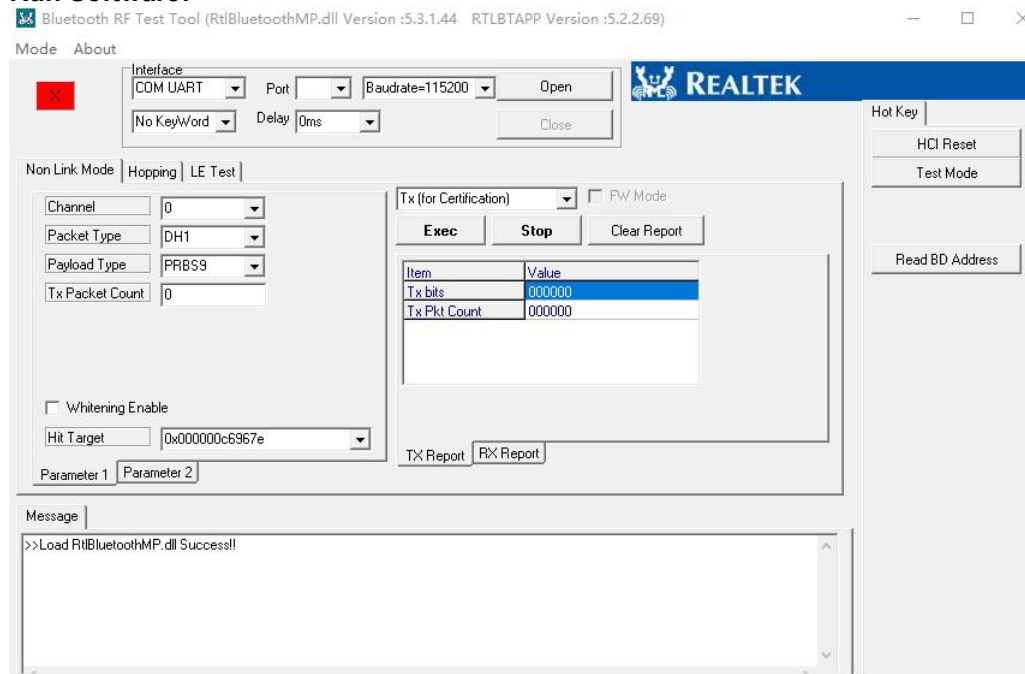 Run Software:
Bluetooth RF Test Tool (RtlBluetoothMP.dll Version :5.3.1.44 RTLBTAPP Version :5.2.2.69)
Mode About
X
Interface
COM UART Port Baudrate=115200 Open
No KeyWord Delay 0ms Close
REALTEK
Hot Key
HCI Reset
Test Mode
Read BD Address
Non Link Mode Hopping LE Test
Channel 0
Packet Type DH1
Payload Type PRBS9
Tx Packet Count 0
Whitening Enable
Hit Target 0x000000c6967e
Parameter 1 Parameter 2
Tx (for Certification) FW Mode
Exec Stop Clear Report
Item Value
Tx bits 000000
Tx Pkt Count 000000
TX Report RX Report
Message
>>Load RtlBluetoothMP.dll Success!!